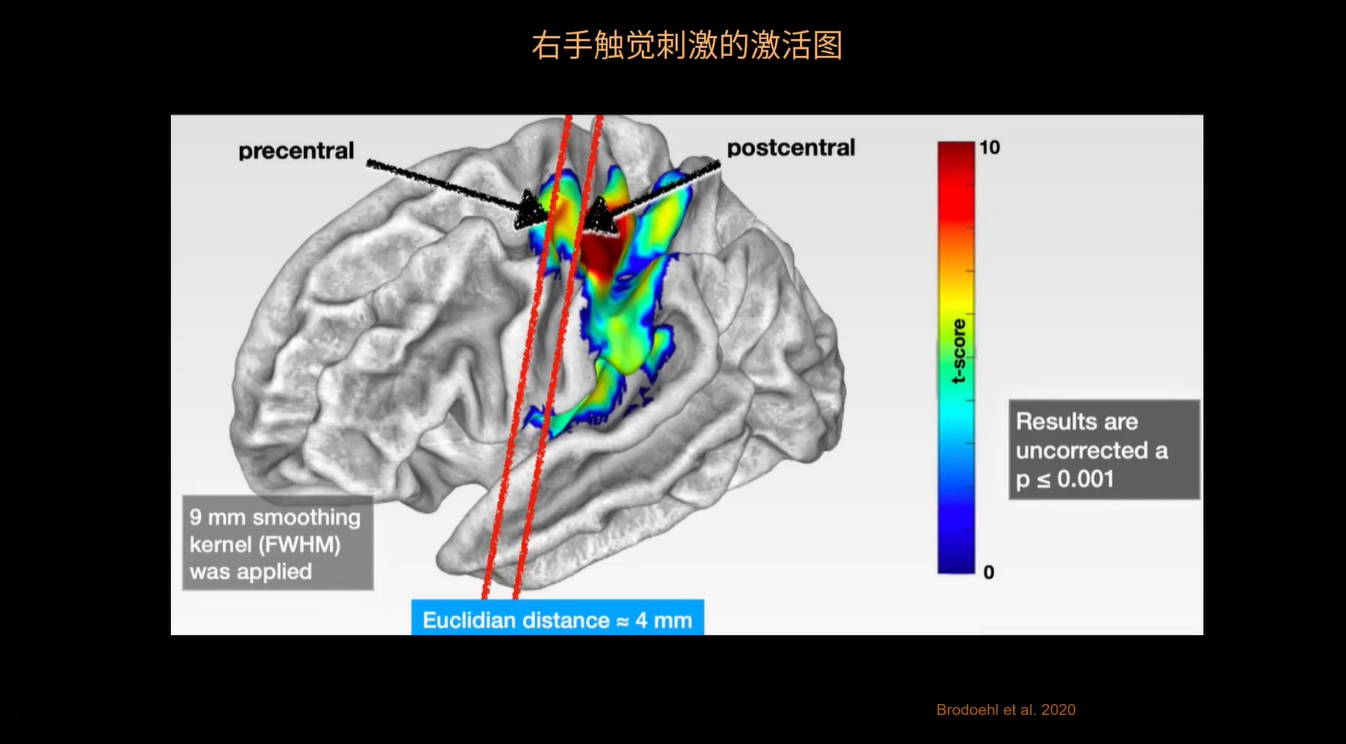 右手触觉刺激的激活图
precentral
postcentral
10
t-score
0
Results are
uncorrected a
p ≤ 0.001
9 mm smoothing
kernel (FWHM)
was applied
Euclidian distance ≈ 4 mm
Brodoehl et al. 2020